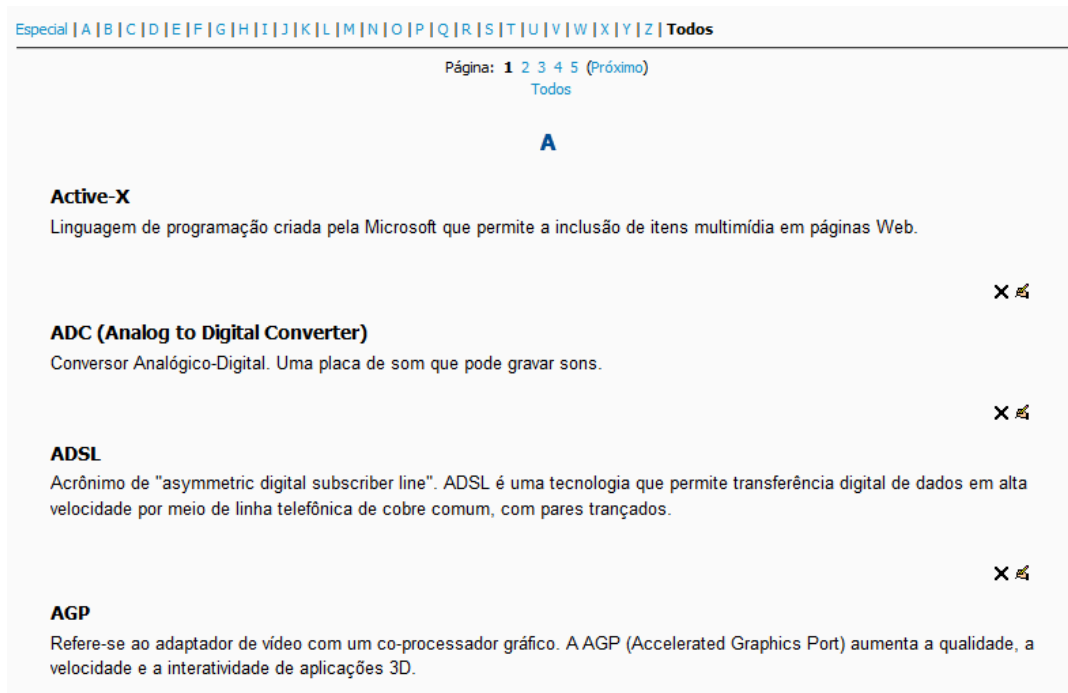 Especial | A | B | C | D | E | F | G | H | I | J | K | L | M | N | O | P | Q | R | S | T | U | V | W | X | Y | Z | Todos
Página: 1 2 3 4 5 (Próximo)
Todos
A
Active-X
Linguagem de programação criada pela Microsoft que permite a inclusão de itens multimídia em páginas Web.
ADC (Analog to Digital Converter)
Conversor Analógico-Digital. Uma placa de som que pode gravar sons.
ADSL
Acrônimo de "asymmetric digital subscriber line". ADSL é uma tecnologia que permite transferência digital de dados em alta
velocidade por meio de linha telefônica de cobre comum, com pares trançados.
AGP
Refere-se ao adaptador de vídeo com um co-processador gráfico. A AGP (Accelerated Graphics Port) aumenta a qualidade, a
velocidade e a interatividade de aplicações 3D.